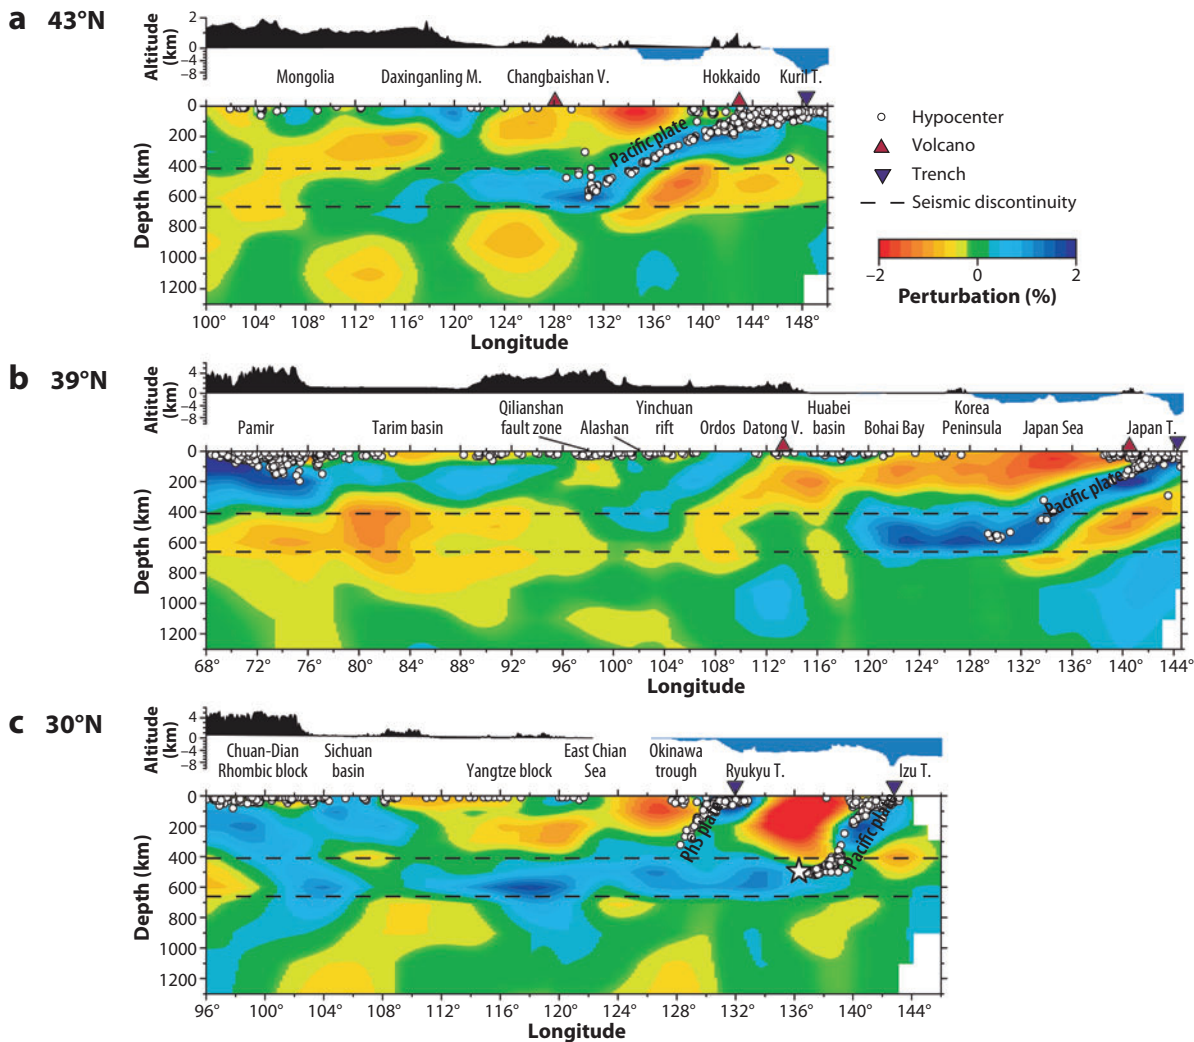 a 43°N
Altitude (km)
2
0
−4
−8
Mongolia
Daxinganling M.
Changbaishan V.
Hokkaido
Kuril T.
Depth (km)
0
200
400
600
800
1000
1200
Pacific plate
100° 104° 108° 112° 116° 120° 124° 128° 132° 136° 140° 144° 148°
Longitude
Hypocenter
Volcano
Trench
Seismic discontinuity
−2 0 2
Perturbation (%)
b 39°N
Altitude (km)
4
0
−4
−8
Pamir
Tarim basin
Qilianshan
fault zone
Alashan
Yinchuan
rift
Ordos
Datong V.
Huabei
basin
Bohai Bay
Korea
Peninsula
Japan Sea
Japan T.
Depth (km)
0
200
400
600
800
1000
1200
Pacific plate
68° 72° 76° 80° 84° 88° 92° 96° 100° 104° 108° 112° 116° 120° 124° 128° 132° 136° 140° 144°
Longitude
c 30°N
Altitude (km)
4
0
−4
−8
Chuan-Dian
Rhombic block
Sichuan
basin
Yangtze block
East Chian
Sea
Okinawa
trough
Ryukyu T.
Izu T.
Depth (km)
0
200
400
600
800
1000
1200
PhS plate
Pacific plate
96° 100° 104° 108° 112° 116° 120° 124° 128° 132° 136° 140° 144°
Longitude